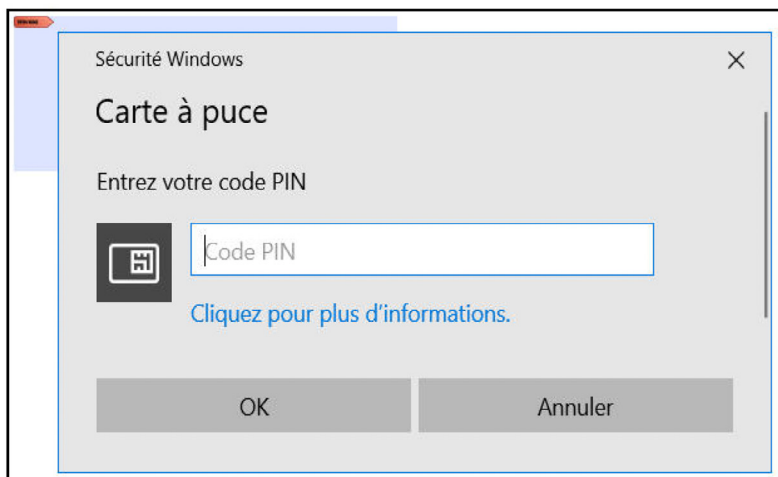 Sécurité Windows
Carte à puce
Entrez votre code PIN
Code PIN
Cliquez pour plus d'informations.
OK
Annuler